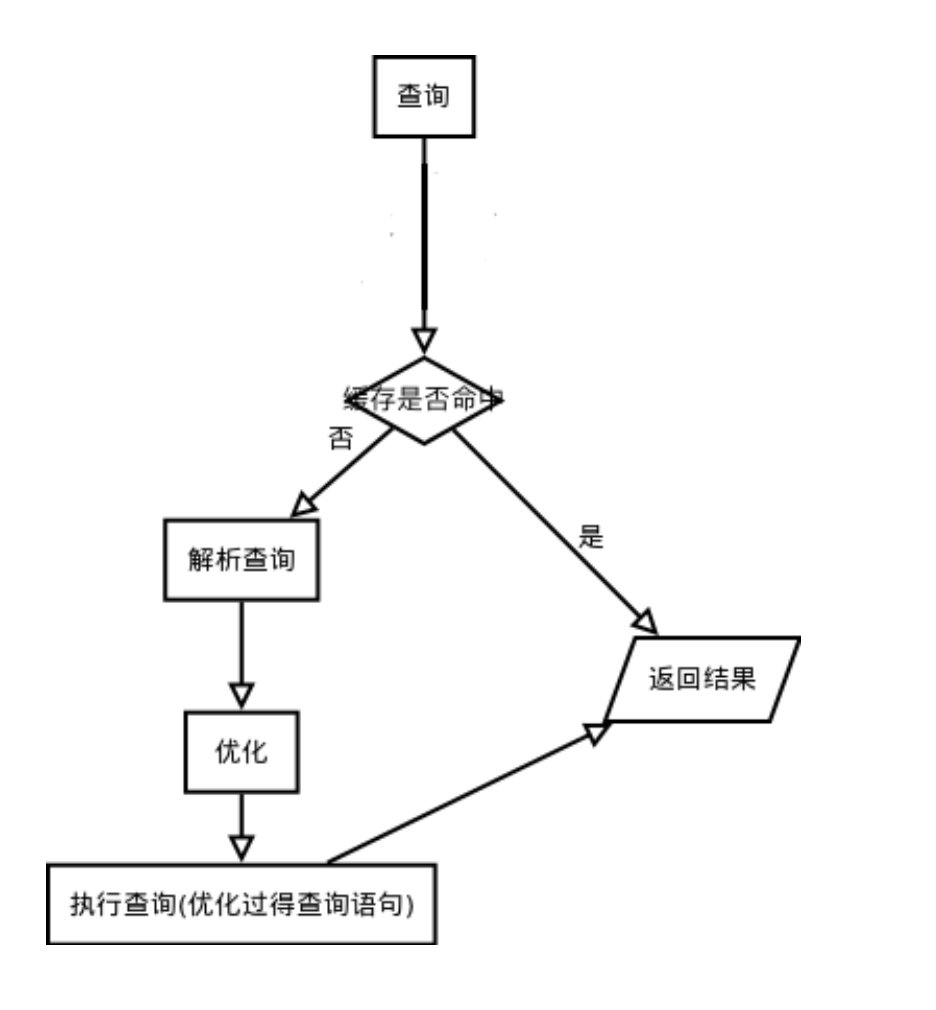 查询
缓存是否命中
否
是
解析查询
返回结果
优化
执行查询(优化过得查询语句)